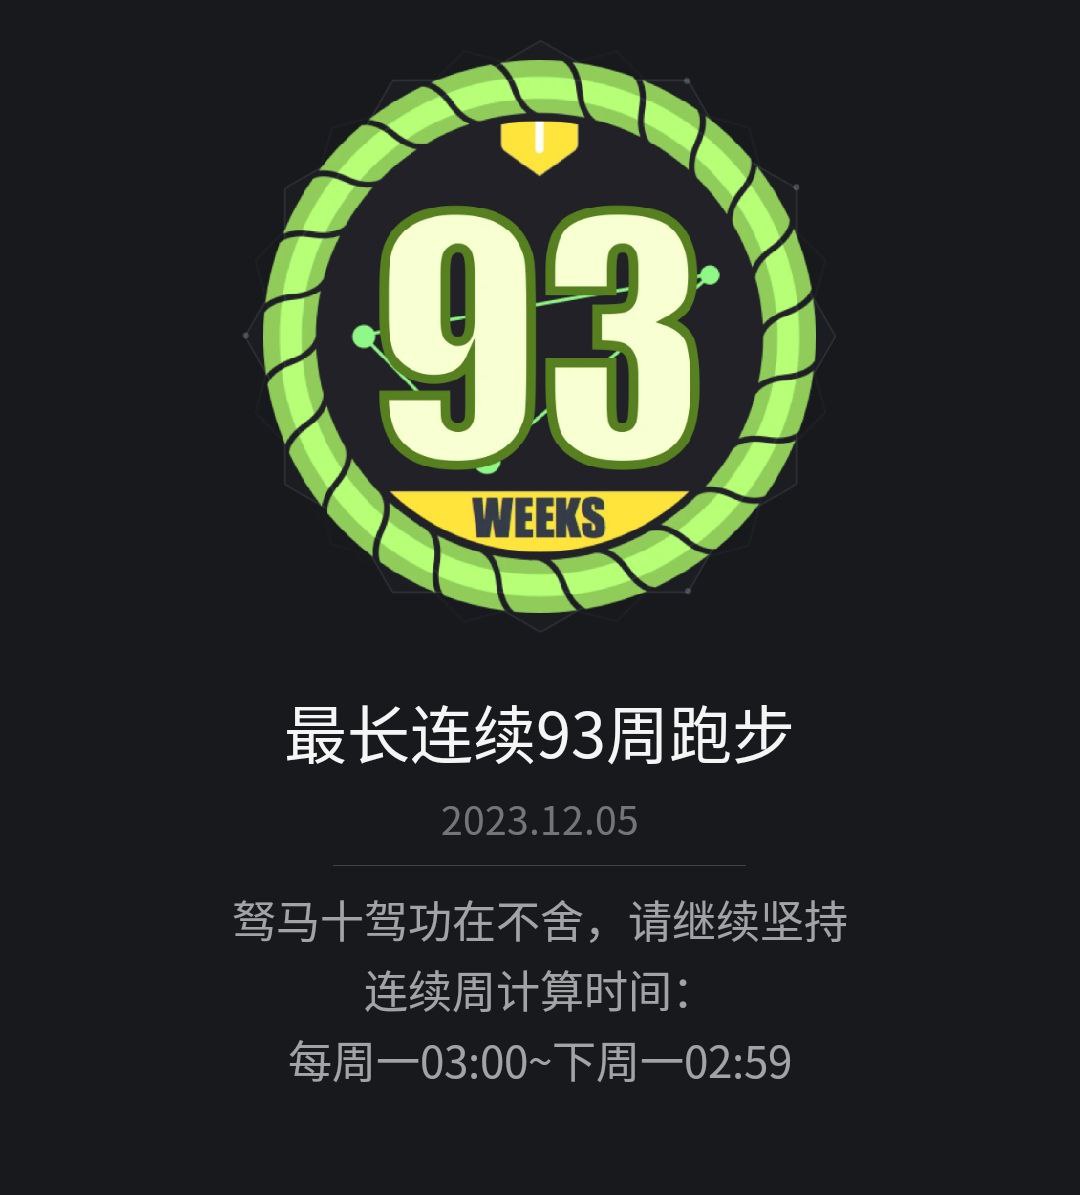 93
WEEKS
最长连续93周跑步
2023.12.05
驽马十驾功在不舍，请继续坚持
连续周计算时间：
每周一03:00~下周一02:59